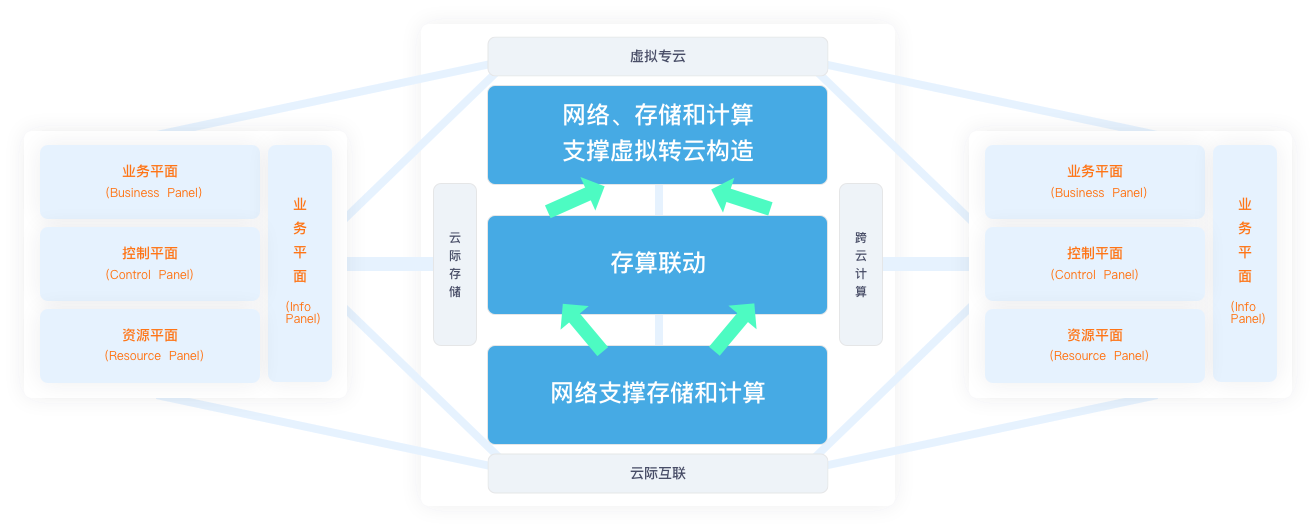 业务平面
(Business Panel)
控制平面
(Control Panel)
资源平面
(Resource Panel)
业
务
平
面
(Info
Panel)
虚拟专云
网络、存储和计算
支撑虚拟转云构造
云
际
存
储
存算联动
跨
云
计
算
网络支撑存储和计算
云际互联
业务平面
(Business Panel)
控制平面
(Control Panel)
资源平面
(Resource Panel)
业
务
平
面
(Info
Panel)